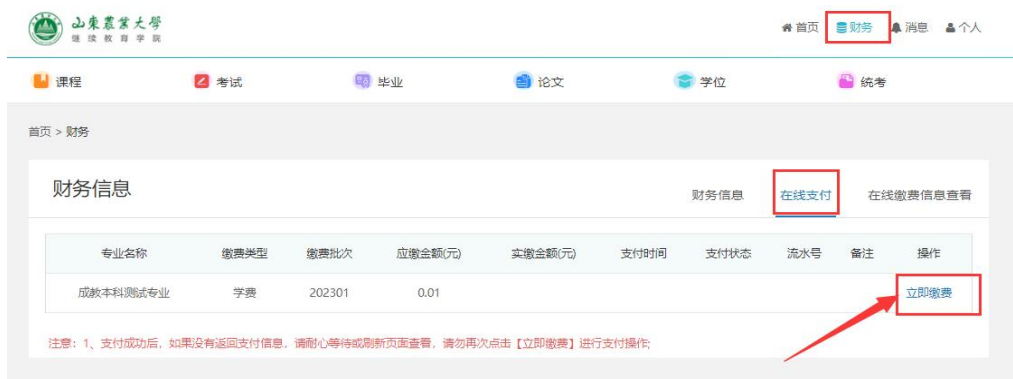 山东农业大学
继续教育学院
首页 财务 消息 个人
课程 考试 毕业 论文 学位 统考
首页 > 财务
财务信息
财务信息 在线支付 在线缴费信息查看
专业名称 缴费类型 缴费批次 应缴金额(元) 实缴金额(元) 支付时间 支付状态 流水号 备注 操作
成教本科测试专业 学费 202301 0.01 立即缴费
注意：1、支付成功后，如果没有返回支付信息，请耐心等待或刷新页面查看，请勿再次点击【立即缴费】进行支付操作;